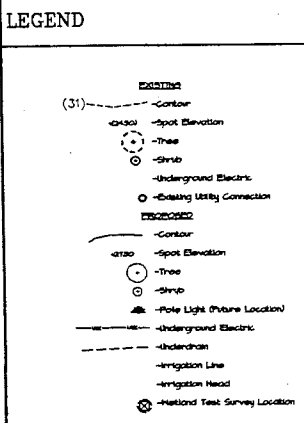 LEGEND
EXISTING
(31) -Contour
-Spot Elevation
-Tree
-Shrub
-Underground Electric
-Existing Utility Connection
PROPOSED
-Contour
-Spot Elevation
-Tree
-Shrub
-Pole Light (Future Location)
-Underground Electric
-Underdrain
-Irrigation Line
-Irrigation Head
-Wetland Test Survey Location